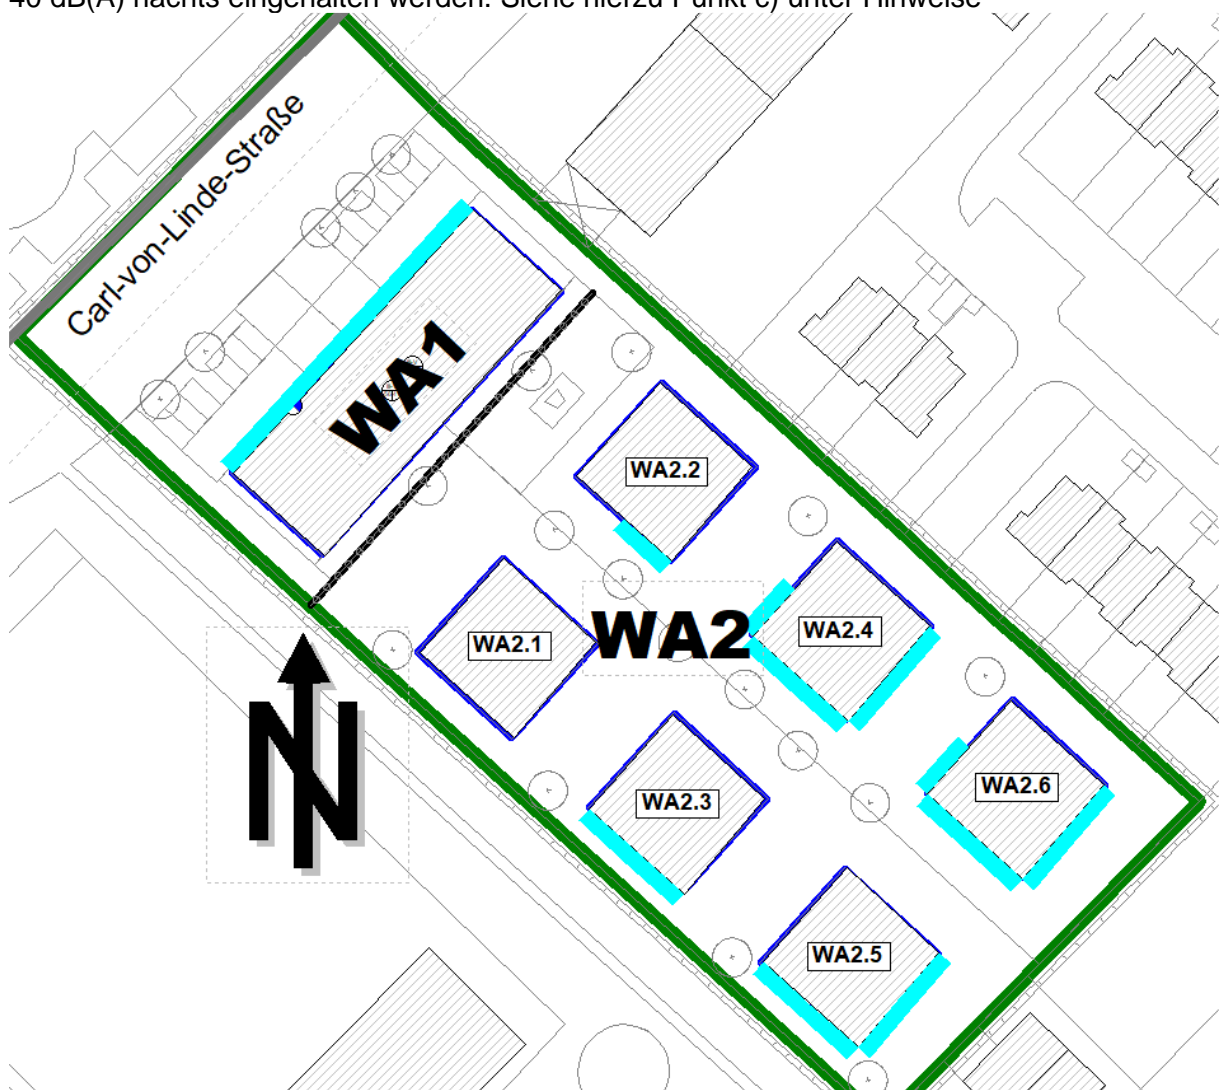 40 dB(A) nachts eingehalten werden. Siehe hierzu Punkt c) unter Hinweise
Carl-von-Linde-Straße
WA1
WA2.2
WA2.4
WA2
WA2.1
N
WA2.6
WA2.3
WA2.5